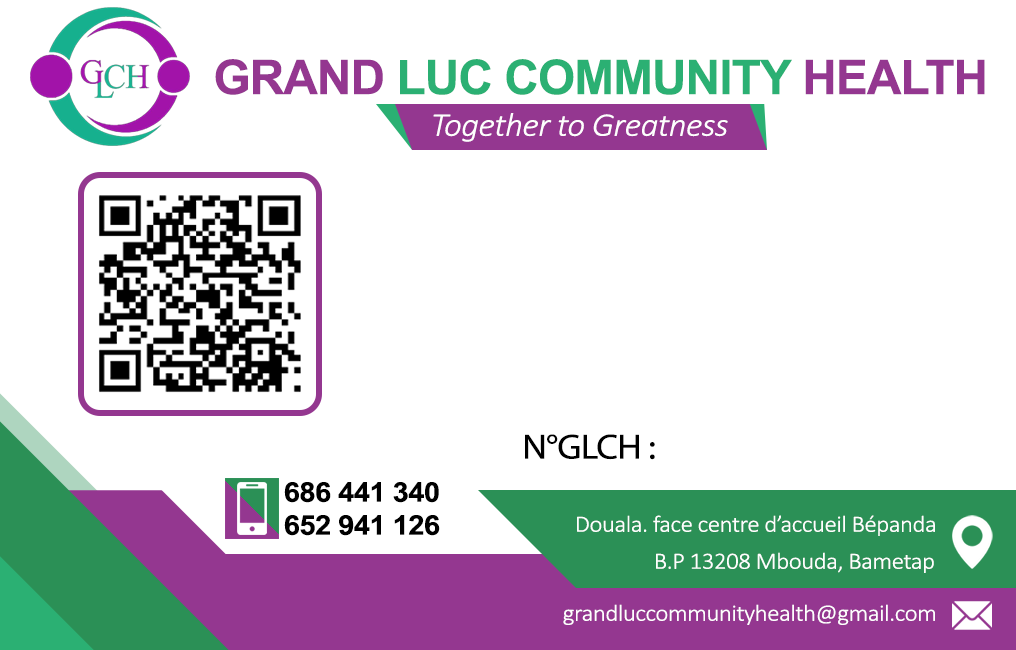 GLCH
GRAND LUC COMMUNITY HEALTH
Together to Greatness
N°GLCH :
686 441 340
652 941 126
Douala. face centre d’accueil Bépanda
B.P 13208 Mbouda, Bametap
grandluccommunityhealth@gmail.com